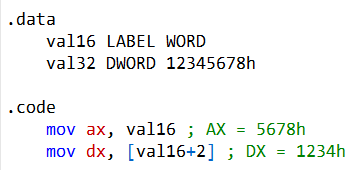 .data
val16 LABEL WORD
val32 DWORD 12345678h
.code
mov ax, val16 ; AX = 5678h
mov dx, [val16+2] ; DX = 1234h